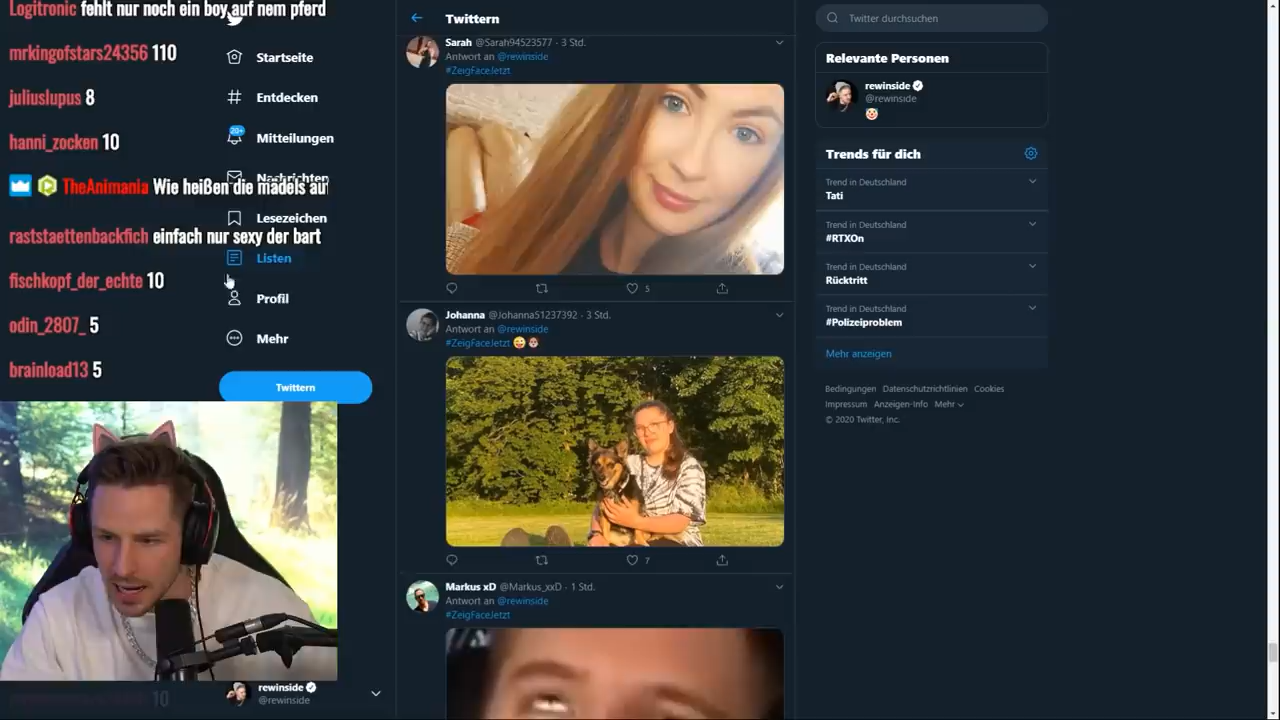 Logitronic fehlt nur noch ein boy auf nem pferd
mrkingofstars24356 110
juliuslupus 8
hanni_zocken 10
TheAnimania Wie heißen die mädels auf
raststaettenbackfich einfach nur sexy der bart
fischkopf_der_echte 10
odin_2807_ 5
brainload13 5
10
Startseite
Entdecken
20+
Mitteilungen
Nachrichten
Lesezeichen
Listen
Profil
Mehr
Twittern
rewinside
@rewinside
Twittern
Sarah @Sarah94523577 · 3 Std.
Antwort an @rewinside
#ZeigFaceJetzt
5
Johanna @Johanna51237392 · 3 Std.
Antwort an @rewinside
#ZeigFaceJetzt 😜 🐶
7
Markus xD @Markus_xxD · 1 Std.
Antwort an @rewinside
#ZeigFaceJetzt
Twitter durchsuchen
Relevante Personen
rewinside
@rewinside
🤡
Trends für dich
Trend in Deutschland
Tati
Trend in Deutschland
#RTXOn
Trend in Deutschland
Rücktritt
Trend in Deutschland
#Polizeiproblem
Mehr anzeigen
Bedingungen Datenschutzrichtlinien Cookies
Impressum Anzeigen-Info Mehr
© 2020 Twitter, Inc.